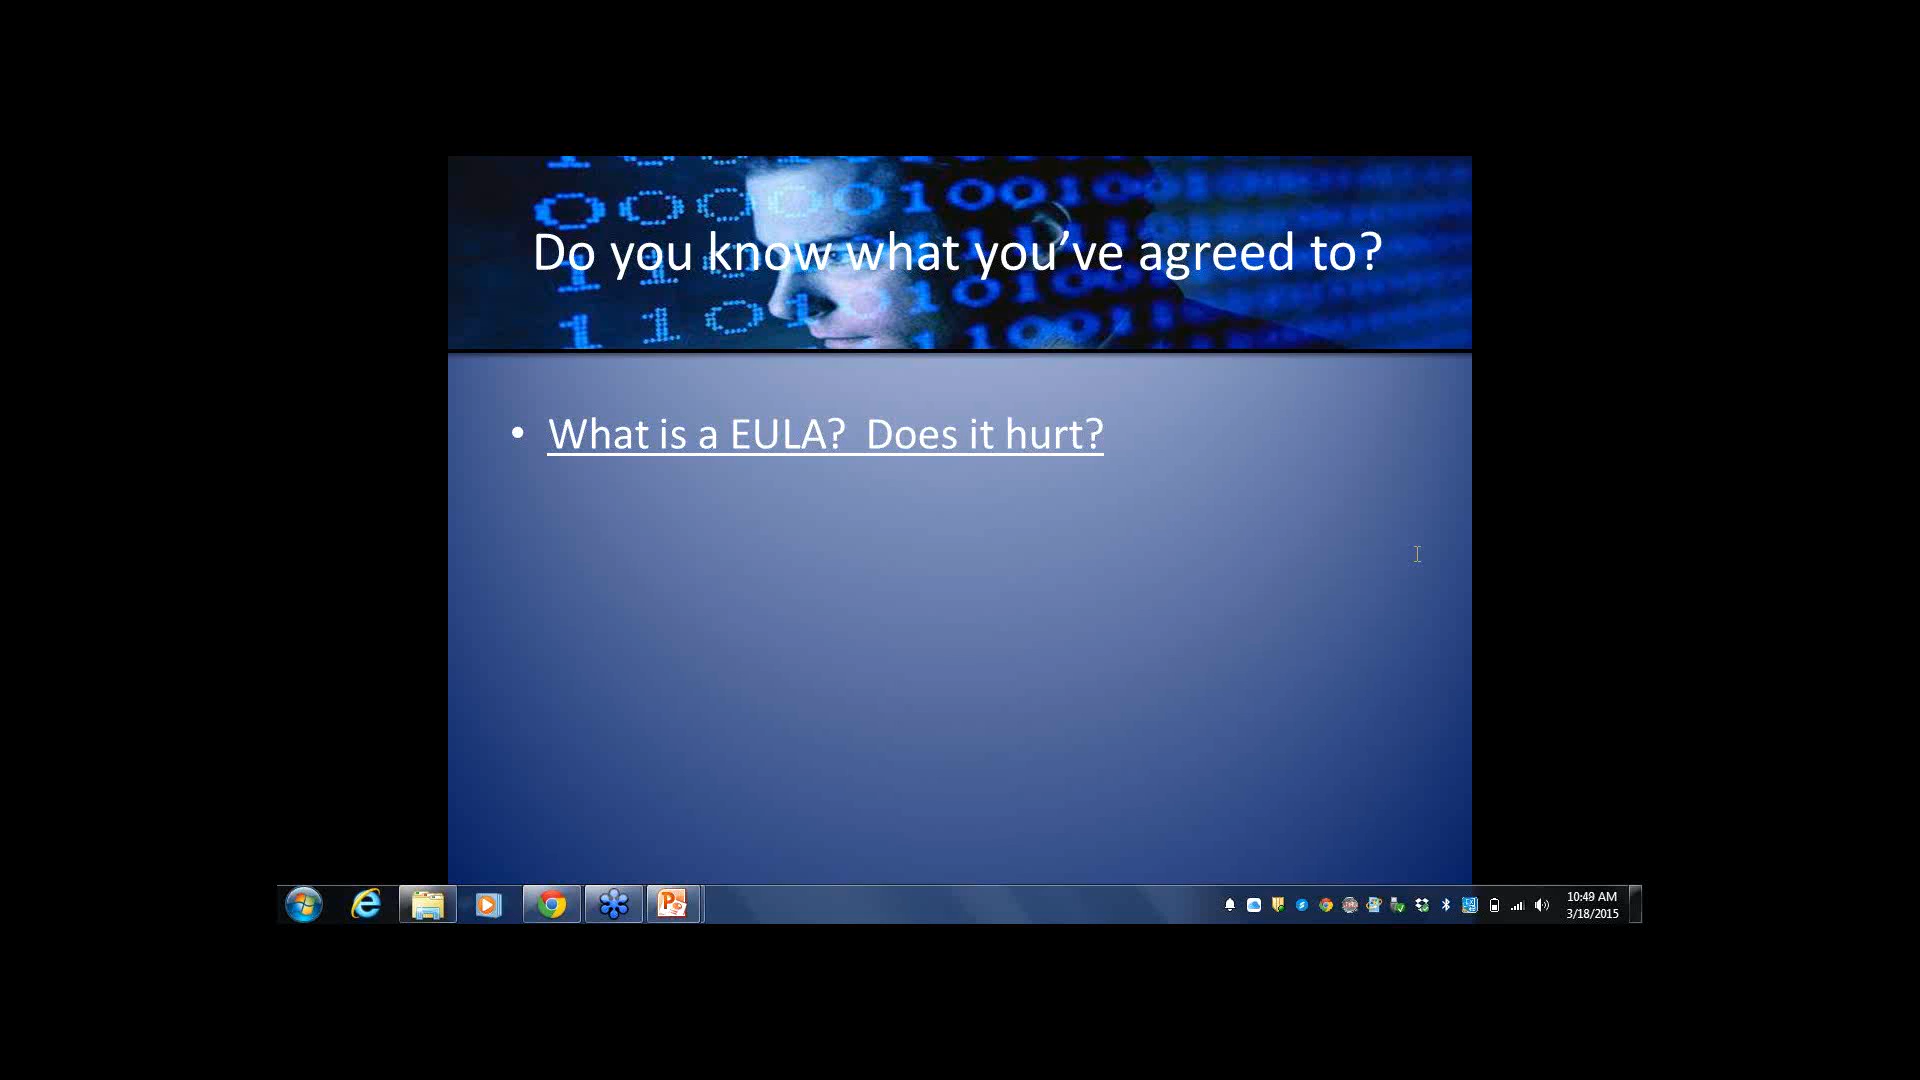 Do you know what you've agreed to?
• What is a EULA?  Does it hurt?
10:49 AM
3/18/2015